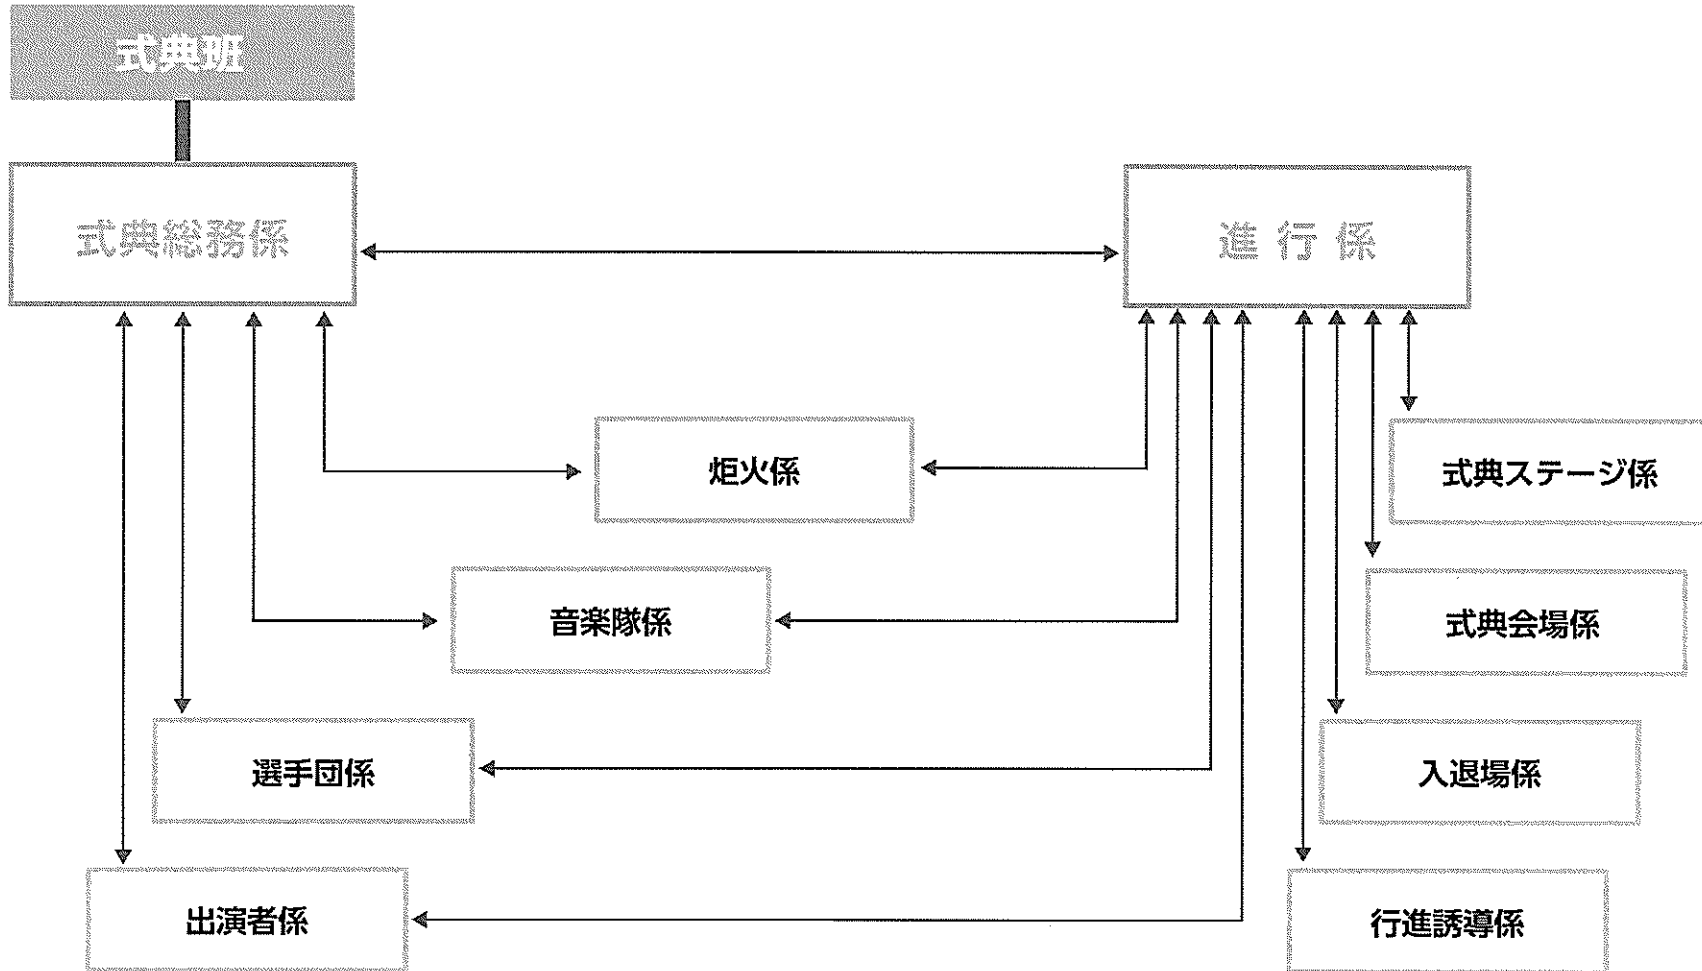 式典班
式典総務係
進行係
炬火係
式典ステージ係
音楽隊係
式典会場係
選手団係
入退場係
出演者係
行進誘導係